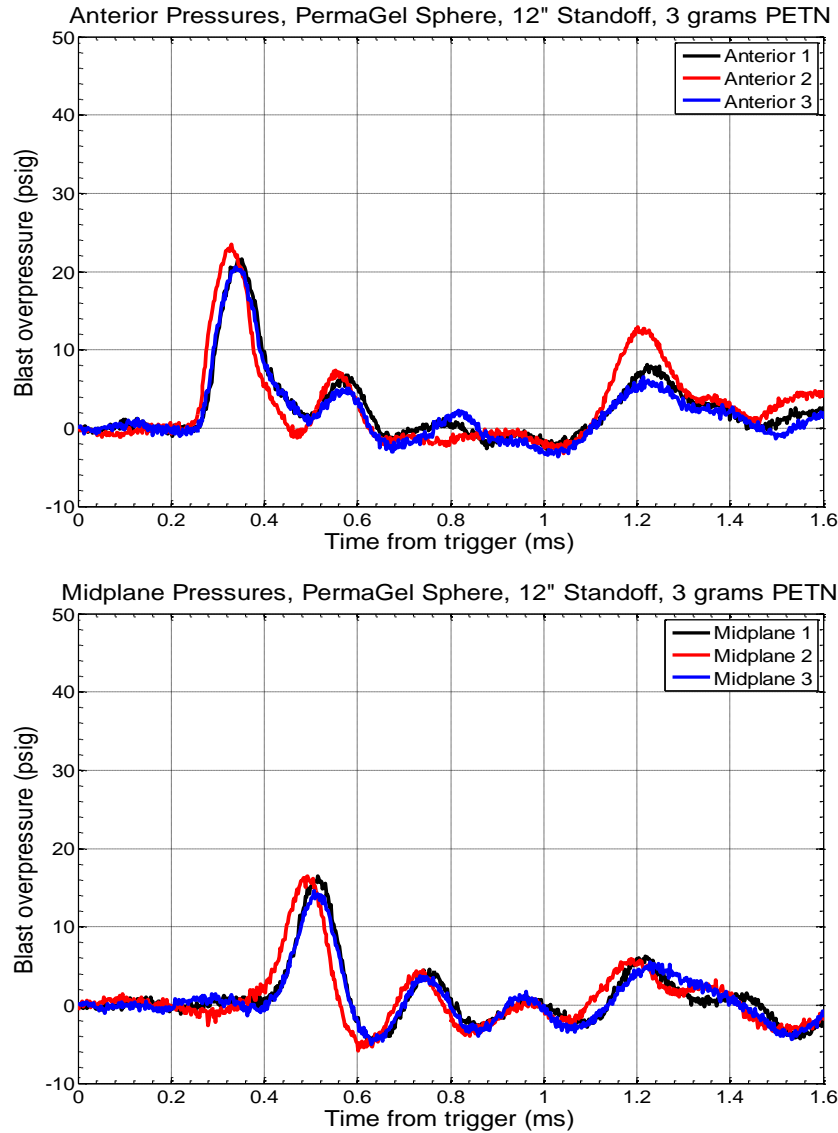 Anterior Pressures, PermaGel Sphere, 12" Standoff, 3 grams PETN
50
40
30
20
10
0
-10
Blast overpressure (psig)
Anterior 1
Anterior 2
Anterior 3
0 0.2 0.4 0.6 0.8 1 1.2 1.4 1.6
Time from trigger (ms)
Midplane Pressures, PermaGel Sphere, 12" Standoff, 3 grams PETN
50
40
30
20
10
0
-10
Blast overpressure (psig)
Midplane 1
Midplane 2
Midplane 3
0 0.2 0.4 0.6 0.8 1 1.2 1.4 1.6
Time from trigger (ms)